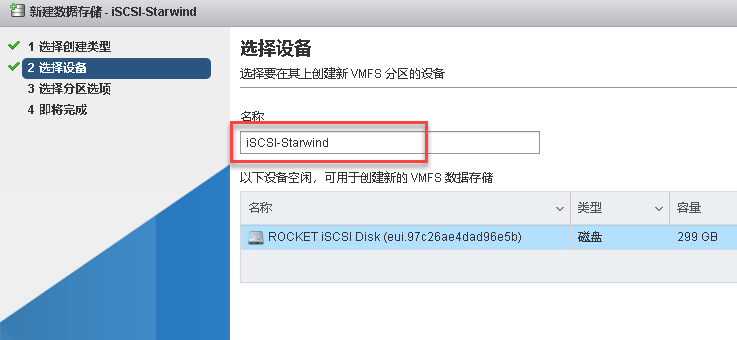 新建数据存储 - iSCSI-Starwind
1 选择创建类型
2 选择设备
3 选择分区选项
4 即将完成
选择设备
选择要在其上创建新 VMFS 分区的设备
名称
iSCSI-Starwind
以下设备空闲，可用于创建新的 VMFS 数据存储
名称 类型 容量
ROCKET iSCSI Disk (eui.97c26ae4dad96e5b) 磁盘 299 GB